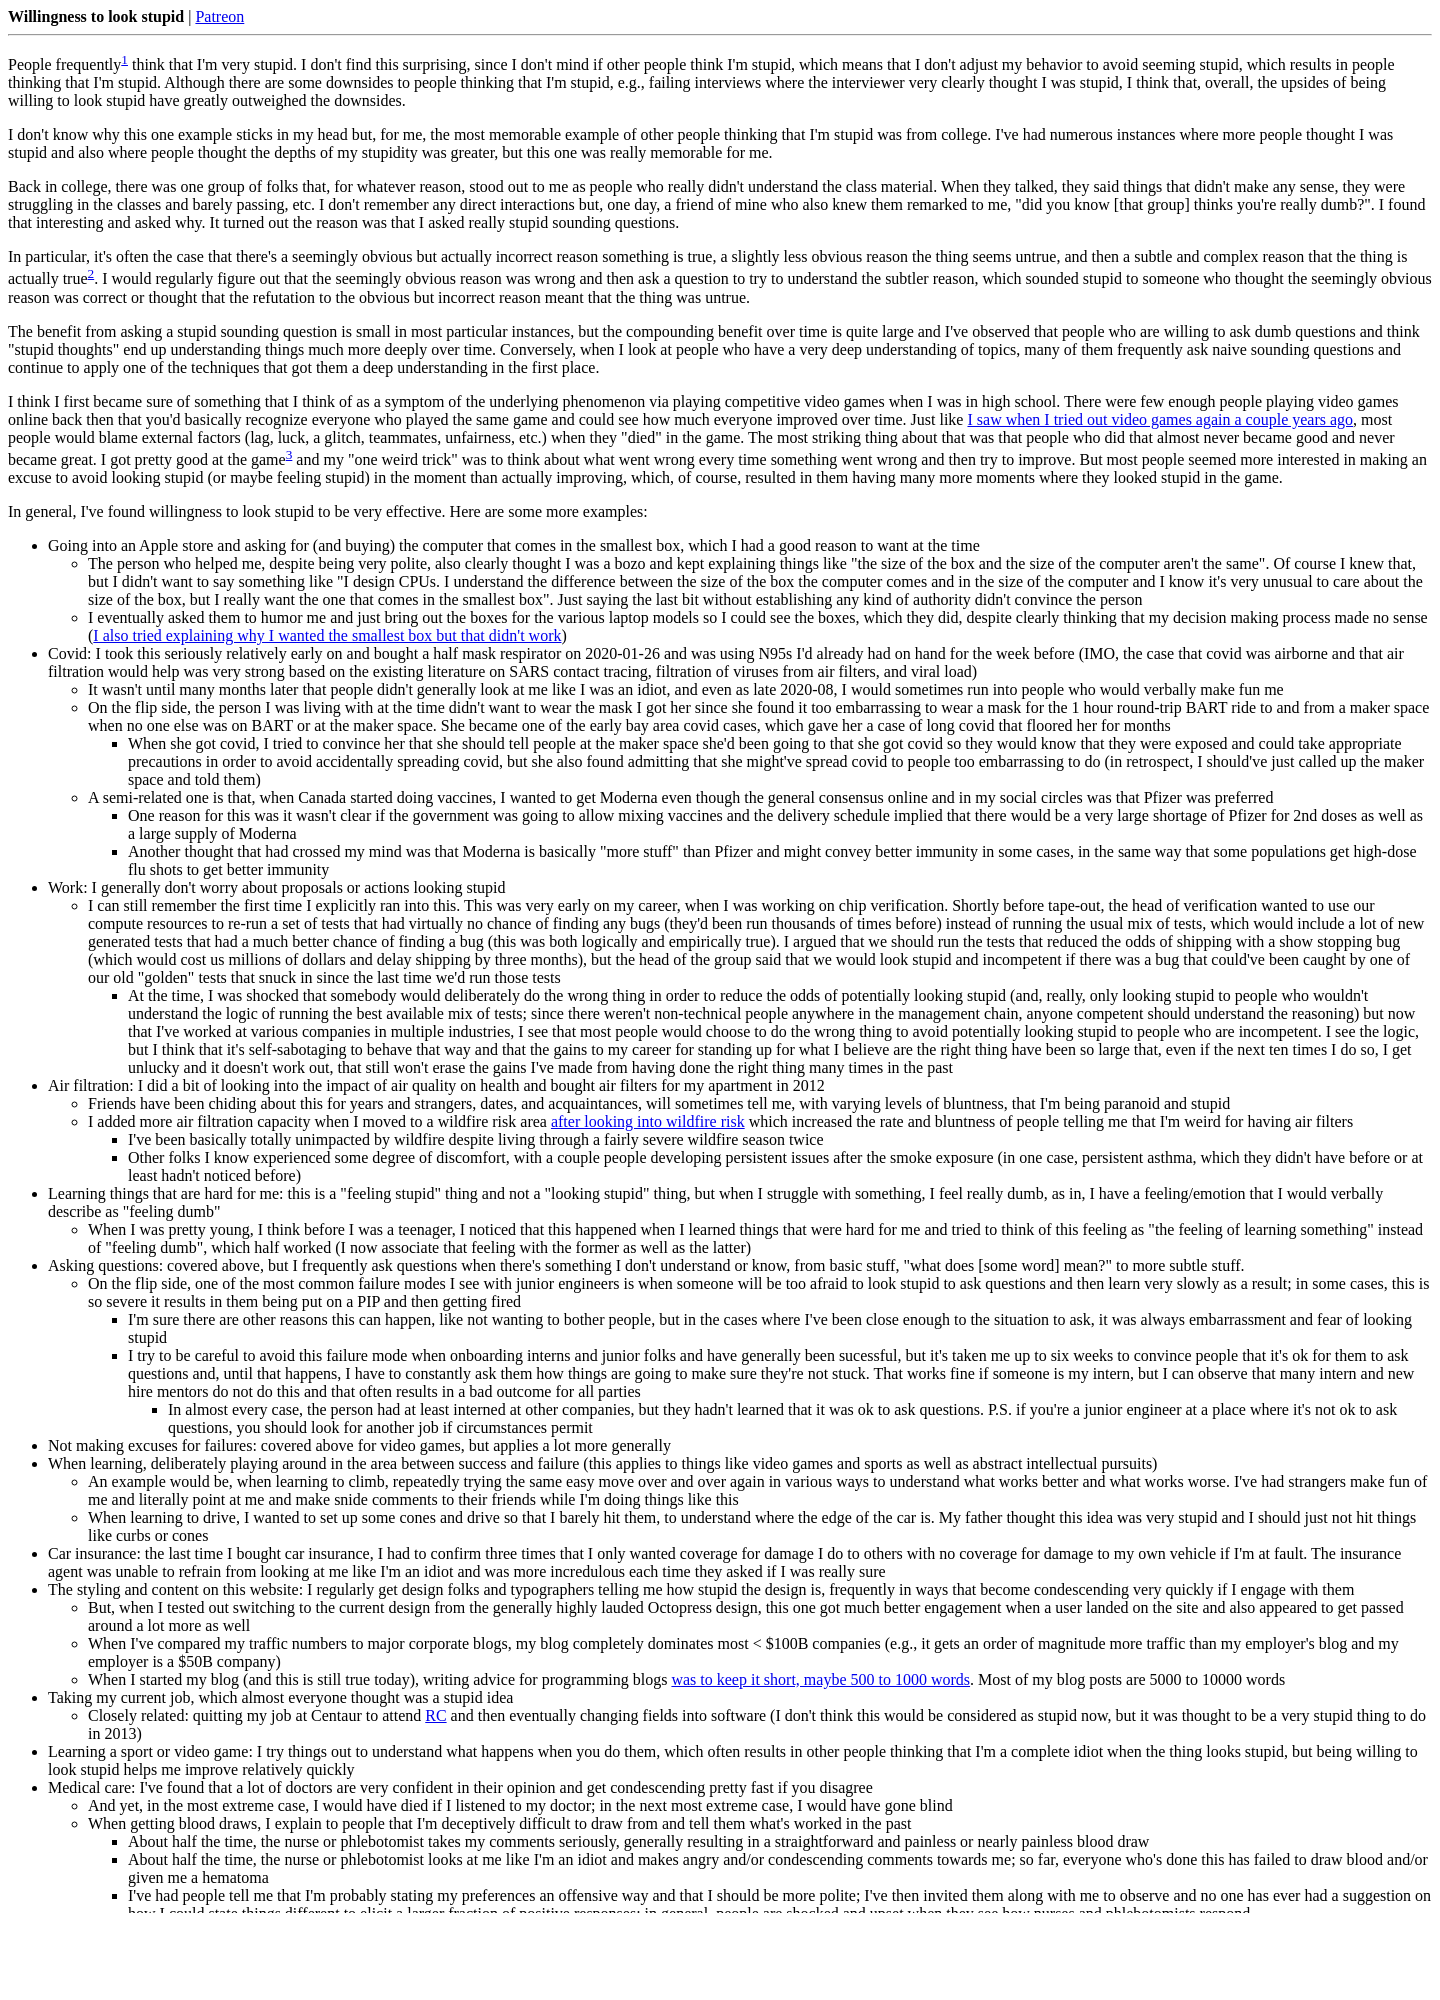 Willingness to look stupid | Patreon
People frequently1 think that I'm very stupid. I don't find this surprising, since I don't mind if other people think I'm stupid, which means that I don't adjust my behavior to avoid seeming stupid, which results in people
thinking that I'm stupid. Although there are some downsides to people thinking that I'm stupid, e.g., failing interviews where the interviewer very clearly thought I was stupid, I think that, overall, the upsides of being
willing to look stupid have greatly outweighed the downsides.
I don't know why this one example sticks in my head but, for me, the most memorable example of other people thinking that I'm stupid was from college. I've had numerous instances where more people thought I was
stupid and also where people thought the depths of my stupidity was greater, but this one was really memorable for me.
Back in college, there was one group of folks that, for whatever reason, stood out to me as people who really didn't understand the class material. When they talked, they said things that didn't make any sense, they were
struggling in the classes and barely passing, etc. I don't remember any direct interactions but, one day, a friend of mine who also knew them remarked to me, "did you know [that group] thinks you're really dumb?". I found
that interesting and asked why. It turned out the reason was that I asked really stupid sounding questions.
In particular, it's often the case that there's a seemingly obvious but actually incorrect reason something is true, a slightly less obvious reason the thing seems untrue, and then a subtle and complex reason that the thing is
actually true2. I would regularly figure out that the seemingly obvious reason was wrong and then ask a question to try to understand the subtler reason, which sounded stupid to someone who thought the seemingly obvious
reason was correct or thought that the refutation to the obvious but incorrect reason meant that the thing was untrue.
The benefit from asking a stupid sounding question is small in most particular instances, but the compounding benefit over time is quite large and I've observed that people who are willing to ask dumb questions and think
"stupid thoughts" end up understanding things much more deeply over time. Conversely, when I look at people who have a very deep understanding of topics, many of them frequently ask naive sounding questions and
continue to apply one of the techniques that got them a deep understanding in the first place.
I think I first became sure of something that I think of as a symptom of the underlying phenomenon via playing competitive video games when I was in high school. There were few enough people playing video games
online back then that you'd basically recognize everyone who played the same game and could see how much everyone improved over time. Just like I saw when I tried out video games again a couple years ago, most
people would blame external factors (lag, luck, a glitch, teammates, unfairness, etc.) when they "died" in the game. The most striking thing about that was that people who did that almost never became good and never
became great. I got pretty good at the game3 and my "one weird trick" was to think about what went wrong every time something went wrong and then try to improve. But most people seemed more interested in making an
excuse to avoid looking stupid (or maybe feeling stupid) in the moment than actually improving, which, of course, resulted in them having many more moments where they looked stupid in the game.
In general, I've found willingness to look stupid to be very effective. Here are some more examples:
• Going into an Apple store and asking for (and buying) the computer that comes in the smallest box, which I had a good reason to want at the time
◦ The person who helped me, despite being very polite, also clearly thought I was a bozo and kept explaining things like "the size of the box and the size of the computer aren't the same". Of course I knew that,
but I didn't want to say something like "I design CPUs. I understand the difference between the size of the box the computer comes and in the size of the computer and I know it's very unusual to care about the
size of the box, but I really want the one that comes in the smallest box". Just saying the last bit without establishing any kind of authority didn't convince the person
◦ I eventually asked them to humor me and just bring out the boxes for the various laptop models so I could see the boxes, which they did, despite clearly thinking that my decision making process made no sense
(I also tried explaining why I wanted the smallest box but that didn't work)
• Covid: I took this seriously relatively early on and bought a half mask respirator on 2020-01-26 and was using N95s I'd already had on hand for the week before (IMO, the case that covid was airborne and that air
filtration would help was very strong based on the existing literature on SARS contact tracing, filtration of viruses from air filters, and viral load)
◦ It wasn't until many months later that people didn't generally look at me like I was an idiot, and even as late 2020-08, I would sometimes run into people who would verbally make fun me
◦ On the flip side, the person I was living with at the time didn't want to wear the mask I got her since she found it too embarrassing to wear a mask for the 1 hour round-trip BART ride to and from a maker space
when no one else was on BART or at the maker space. She became one of the early bay area covid cases, which gave her a case of long covid that floored her for months
▪ When she got covid, I tried to convince her that she should tell people at the maker space she'd been going to that she got covid so they would know that they were exposed and could take appropriate
precautions in order to avoid accidentally spreading covid, but she also found admitting that she might've spread covid to people too embarrassing to do (in retrospect, I should've just called up the maker
space and told them)
◦ A semi-related one is that, when Canada started doing vaccines, I wanted to get Moderna even though the general consensus online and in my social circles was that Pfizer was preferred
▪ One reason for this was it wasn't clear if the government was going to allow mixing vaccines and the delivery schedule implied that there would be a very large shortage of Pfizer for 2nd doses as well as
a large supply of Moderna
▪ Another thought that had crossed my mind was that Moderna is basically "more stuff" than Pfizer and might convey better immunity in some cases, in the same way that some populations get high-dose
flu shots to get better immunity
• Work: I generally don't worry about proposals or actions looking stupid
◦ I can still remember the first time I explicitly ran into this. This was very early on my career, when I was working on chip verification. Shortly before tape-out, the head of verification wanted to use our
compute resources to re-run a set of tests that had virtually no chance of finding any bugs (they'd been run thousands of times before) instead of running the usual mix of tests, which would include a lot of new
generated tests that had a much better chance of finding a bug (this was both logically and empirically true). I argued that we should run the tests that reduced the odds of shipping with a show stopping bug
(which would cost us millions of dollars and delay shipping by three months), but the head of the group said that we would look stupid and incompetent if there was a bug that could've been caught by one of
our old "golden" tests that snuck in since the last time we'd run those tests
▪ At the time, I was shocked that somebody would deliberately do the wrong thing in order to reduce the odds of potentially looking stupid (and, really, only looking stupid to people who wouldn't
understand the logic of running the best available mix of tests; since there weren't non-technical people anywhere in the management chain, anyone competent should understand the reasoning) but now
that I've worked at various companies in multiple industries, I see that most people would choose to do the wrong thing to avoid potentially looking stupid to people who are incompetent. I see the logic,
but I think that it's self-sabotaging to behave that way and that the gains to my career for standing up for what I believe are the right thing have been so large that, even if the next ten times I do so, I get
unlucky and it doesn't work out, that still won't erase the gains I've made from having done the right thing many times in the past
• Air filtration: I did a bit of looking into the impact of air quality on health and bought air filters for my apartment in 2012
◦ Friends have been chiding about this for years and strangers, dates, and acquaintances, will sometimes tell me, with varying levels of bluntness, that I'm being paranoid and stupid
◦ I added more air filtration capacity when I moved to a wildfire risk area after looking into wildfire risk which increased the rate and bluntness of people telling me that I'm weird for having air filters
▪ I've been basically totally unimpacted by wildfire despite living through a fairly severe wildfire season twice
▪ Other folks I know experienced some degree of discomfort, with a couple people developing persistent issues after the smoke exposure (in one case, persistent asthma, which they didn't have before or at
least hadn't noticed before)
• Learning things that are hard for me: this is a "feeling stupid" thing and not a "looking stupid" thing, but when I struggle with something, I feel really dumb, as in, I have a feeling/emotion that I would verbally
describe as "feeling dumb"
◦ When I was pretty young, I think before I was a teenager, I noticed that this happened when I learned things that were hard for me and tried to think of this feeling as "the feeling of learning something" instead
of "feeling dumb", which half worked (I now associate that feeling with the former as well as the latter)
• Asking questions: covered above, but I frequently ask questions when there's something I don't understand or know, from basic stuff, "what does [some word] mean?" to more subtle stuff.
◦ On the flip side, one of the most common failure modes I see with junior engineers is when someone will be too afraid to look stupid to ask questions and then learn very slowly as a result; in some cases, this is
so severe it results in them being put on a PIP and then getting fired
▪ I'm sure there are other reasons this can happen, like not wanting to bother people, but in the cases where I've been close enough to the situation to ask, it was always embarrassment and fear of looking
stupid
▪ I try to be careful to avoid this failure mode when onboarding interns and junior folks and have generally been sucessful, but it's taken me up to six weeks to convince people that it's ok for them to ask
questions and, until that happens, I have to constantly ask them how things are going to make sure they're not stuck. That works fine if someone is my intern, but I can observe that many intern and new
hire mentors do not do this and that often results in a bad outcome for all parties
▪ In almost every case, the person had at least interned at other companies, but they hadn't learned that it was ok to ask questions. P.S. if you're a junior engineer at a place where it's not ok to ask
questions, you should look for another job if circumstances permit
• Not making excuses for failures: covered above for video games, but applies a lot more generally
• When learning, deliberately playing around in the area between success and failure (this applies to things like video games and sports as well as abstract intellectual pursuits)
◦ An example would be, when learning to climb, repeatedly trying the same easy move over and over again in various ways to understand what works better and what works worse. I've had strangers make fun of
me and literally point at me and make snide comments to their friends while I'm doing things like this
◦ When learning to drive, I wanted to set up some cones and drive so that I barely hit them, to understand where the edge of the car is. My father thought this idea was very stupid and I should just not hit things
like curbs or cones
• Car insurance: the last time I bought car insurance, I had to confirm three times that I only wanted coverage for damage I do to others with no coverage for damage to my own vehicle if I'm at fault. The insurance
agent was unable to refrain from looking at me like I'm an idiot and was more incredulous each time they asked if I was really sure
• The styling and content on this website: I regularly get design folks and typographers telling me how stupid the design is, frequently in ways that become condescending very quickly if I engage with them
◦ But, when I tested out switching to the current design from the generally highly lauded Octopress design, this one got much better engagement when a user landed on the site and also appeared to get passed
around a lot more as well
◦ When I've compared my traffic numbers to major corporate blogs, my blog completely dominates most < $100B companies (e.g., it gets an order of magnitude more traffic than my employer's blog and my
employer is a $50B company)
◦ When I started my blog (and this is still true today), writing advice for programming blogs was to keep it short, maybe 500 to 1000 words. Most of my blog posts are 5000 to 10000 words
• Taking my current job, which almost everyone thought was a stupid idea
◦ Closely related: quitting my job at Centaur to attend RC and then eventually changing fields into software (I don't think this would be considered as stupid now, but it was thought to be a very stupid thing to do
in 2013)
• Learning a sport or video game: I try things out to understand what happens when you do them, which often results in other people thinking that I'm a complete idiot when the thing looks stupid, but being willing to
look stupid helps me improve relatively quickly
• Medical care: I've found that a lot of doctors are very confident in their opinion and get condescending pretty fast if you disagree
◦ And yet, in the most extreme case, I would have died if I listened to my doctor; in the next most extreme case, I would have gone blind
◦ When getting blood draws, I explain to people that I'm deceptively difficult to draw from and tell them what's worked in the past
▪ About half the time, the nurse or phlebotomist takes my comments seriously, generally resulting in a straightforward and painless or nearly painless blood draw
▪ About half the time, the nurse or phlebotomist looks at me like I'm an idiot and makes angry and/or condescending comments towards me; so far, everyone who's done this has failed to draw blood and/or
given me a hematoma
▪ I've had people tell me that I'm probably stating my preferences an offensive way and that I should be more polite; I've then invited them along with me to observe and no one has ever had a suggestion on
how I could state things different to elicit a larger fraction of positive responses; in general, people are shocked and upset when they see how nurses and phlebotomists respond